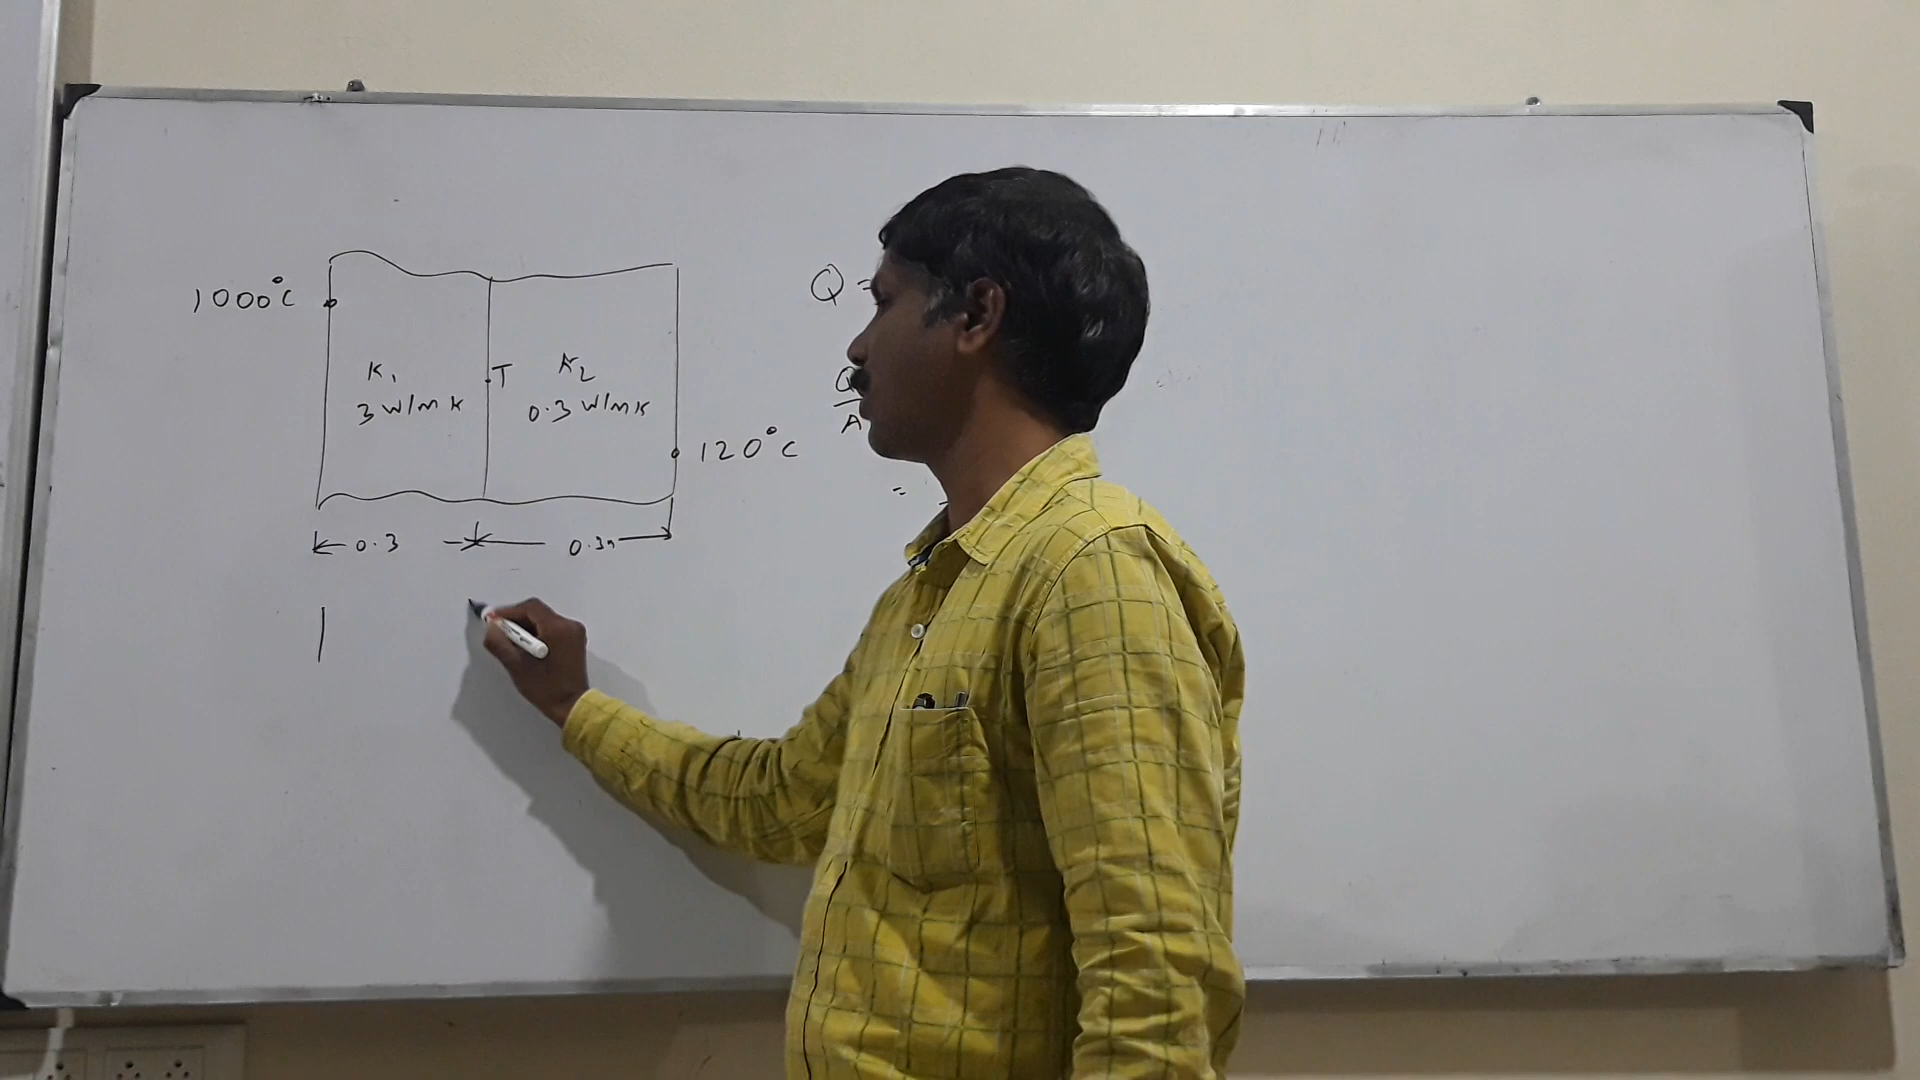 1000°C
Q =
K1
T
K2
3 W/mK
0.3 W/mK
Q
A
120°C
=
0.3